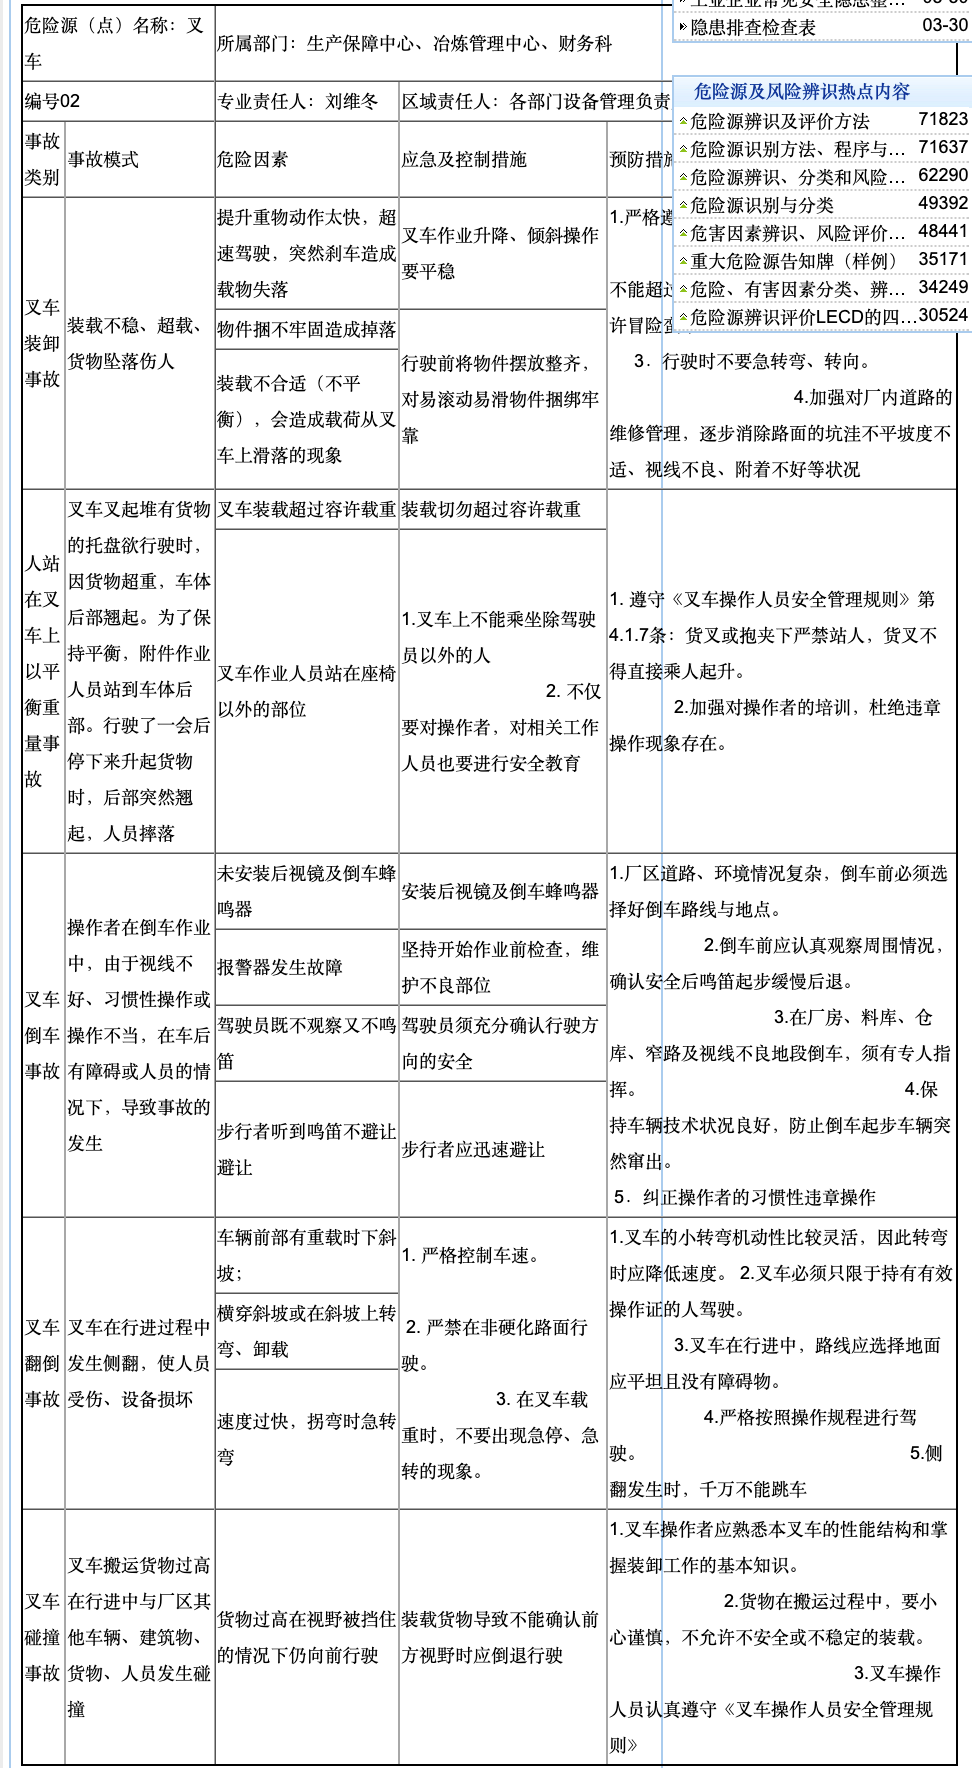 危险源（点）名称：叉
车
所属部门：生产保障中心、冶炼管理中心、财务科
编号02
专业责任人：刘维冬
区域责任人：各部门设备管理负责
事故
类别
事故模式
危险因素
应急及控制措施
预防措施
叉车
装卸
事故
装载不稳、超载、
货物坠落伤人
提升重物动作太快，超
速驾驶，突然刹车造成
载物失落
物件捆不牢固造成掉落
装载不合适（不平
衡），会造成载荷从叉
车上滑落的现象
叉车作业升降、倾斜操作
要平稳
行驶前将物件摆放整齐，
对易滚动易滑物件捆绑牢
靠
1.严格
不能超过
许冒险
3．行驶时不要急转弯、转向。
4.加强对厂内道路的
维修管理，逐步消除路面的坑洼不平坡度不
适、视线不良、附着不好等状况
人站
在叉
车上
以平
衡重
量事
故
叉车叉起堆有货物
的托盘欲行驶时，
因货物超重，车体
后部翘起。为了保
持平衡，附件作业
人员站到车体后
部。行驶了一会后
停下来升起货物
时，后部突然翘
起，人员摔落
叉车装载超过容许载重
叉车作业人员站在座椅
以外的部位
装载切勿超过容许载重
1.叉车上不能乘坐除驾驶
员以外的人
2. 不仅
要对操作者，对相关工作
人员也要进行安全教育
1. 遵守《叉车操作人员安全管理规则》第
4.1.7条：货叉或抱夹下严禁站人，货叉不
得直接乘人起升。
2.加强对操作者的培训，杜绝违章
操作现象存在。
叉车
倒车
事故
操作者在倒车作业
中，由于视线不
好、习惯性操作或
操作不当，在车后
有障碍或人员的情
况下，导致事故的
发生
未安装后视镜及倒车蜂
鸣器
报警器发生故障
驾驶员既不观察又不鸣
笛
步行者听到鸣笛不避让
避让
安装后视镜及倒车蜂鸣器
坚持开始作业前检查，维
护不良部位
驾驶员须充分确认行驶方
向的安全
步行者应迅速避让
1.厂区道路、环境情况复杂，倒车前必须选
择好倒车路线与地点。
2.倒车前应认真观察周围情况，
确认安全后鸣笛起步缓慢后退。
3.在厂房、料库、仓
库、窄路及视线不良地段倒车，须有专人指
挥。 4.保
持车辆技术状况良好，防止倒车起步车辆突
然窜出。
5．纠正操作者的习惯性违章操作
叉车
翻倒
事故
叉车在行进过程中
发生侧翻，使人员
受伤、设备损坏
车辆前部有重载时下斜
坡；
横穿斜坡或在斜坡上转
弯、卸载
速度过快，拐弯时急转
弯
1. 严格控制车速。
2. 严禁在非硬化路面行
驶。
3. 在叉车载
重时，不要出现急停、急
转的现象。
1.叉车的小转弯机动性比较灵活，因此转弯
时应降低速度。 2.叉车必须只限于持有有效
操作证的人驾驶。
3.叉车在行进中，路线应选择地面
应平坦且没有障碍物。
4.严格按照操作规程进行驾
驶。 5.侧
翻发生时，千万不能跳车
叉车
碰撞
事故
叉车搬运货物过高
在行进中与厂区其
他车辆、建筑物、
货物、人员发生碰
撞
货物过高在视野被挡住
的情况下仍向前行驶
装载货物导致不能确认前
方视野时应倒退行驶
1.叉车操作者应熟悉本叉车的性能结构和掌
握装卸工作的基本知识。
2.货物在搬运过程中，要小
心谨慎，不允许不安全或不稳定的装载。
3.叉车操作
人员认真遵守《叉车操作人员安全管理规
则》
隐患排查检查表 03-30
危险源及风险辨识热点内容
危险源辨识及评价方法 71823
危险源识别方法、程序与… 71637
危险源辨识、分类和风险… 62290
危险源识别与分类 49392
危害因素辨识、风险评价… 48441
重大危险源告知牌（样例） 35171
危险、有害因素分类、辨… 34249
危险源辨识评价LECD的四… 30524